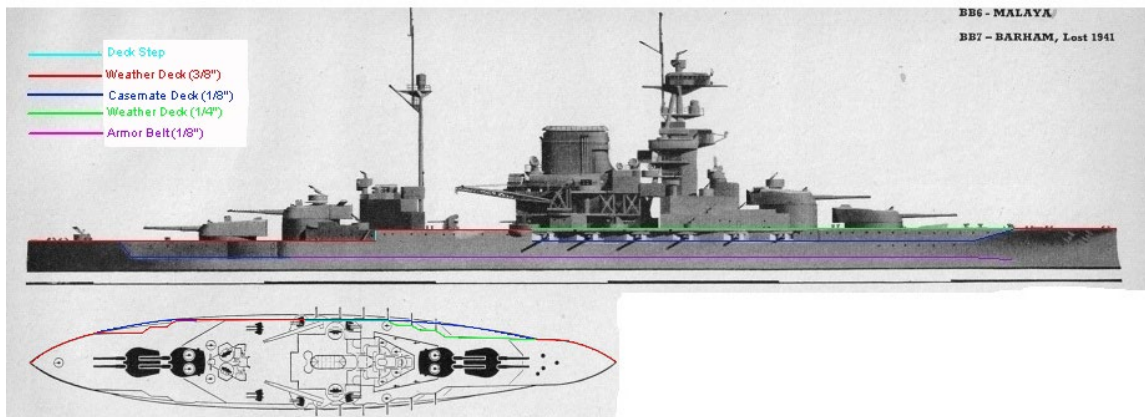 BB6 - MALAYA
BB7 – BARHAM, Lost 1941
Deck Step
Weather Deck (3/8")
Casemate Deck (1/8")
Weather Deck (1/4")
Armor Belt (1/8")